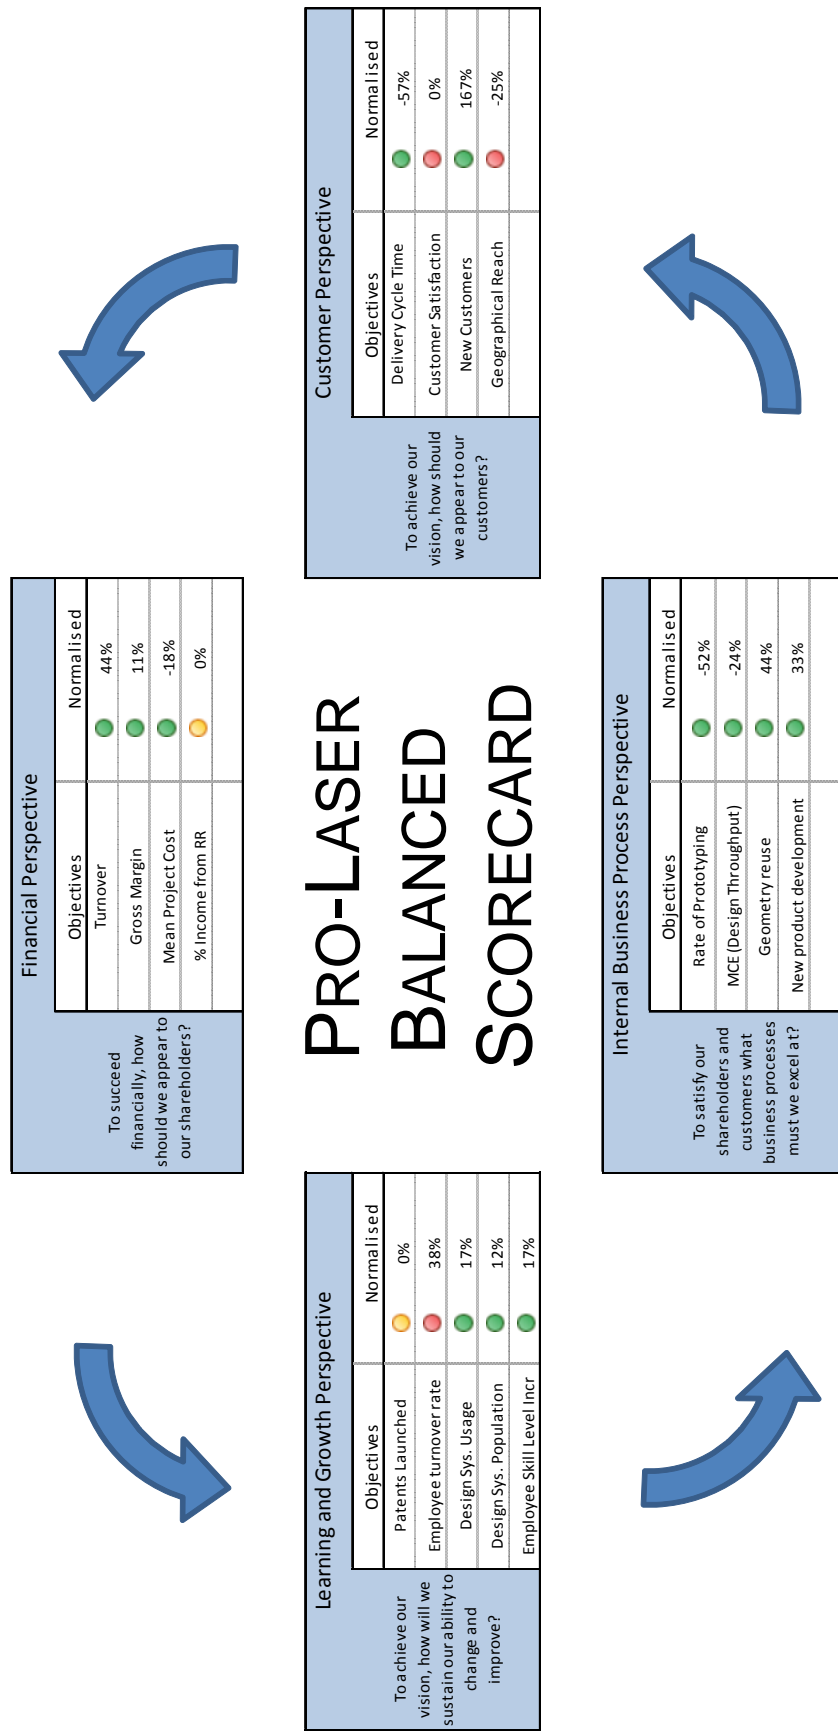 Financial Perspective
To succeed
financially, how
should we appear to
our shareholders?
Objectives Normalised
Turnover 44%
Gross Margin 11%
Mean Project Cost -18%
% Income from RR 0%
Learning and Growth Perspective
To achieve our
vision, how will we
sustain our ability to
change and
improve?
Objectives Normalised
Patents Launched 0%
Employee turnover rate 38%
Design Sys. Usage 17%
Design Sys. Population 12%
Employee Skill Level Incr 17%
PRO-LASER
BALANCED
SCORECARD
Customer Perspective
To achieve our
vision, how should
we appear to our
customers?
Objectives Normalised
Delivery Cycle Time -57%
Customer Satisfaction 0%
New Customers 167%
Geographical Reach -25%
Internal Business Process Perspective
To satisfy our
shareholders and
customers what
business processes
must we excel at?
Objectives Normalised
Rate of Prototyping -52%
MCE (Design Throughput) -24%
Geometry reuse 44%
New product development 33%